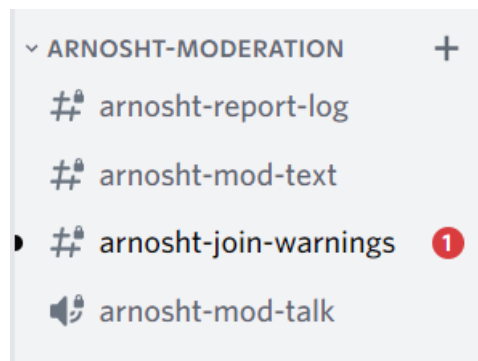 ARNOSHT-MODERATION
arnosht-report-log
arnosht-mod-text
arnosht-join-warnings 1
arnosht-mod-talk